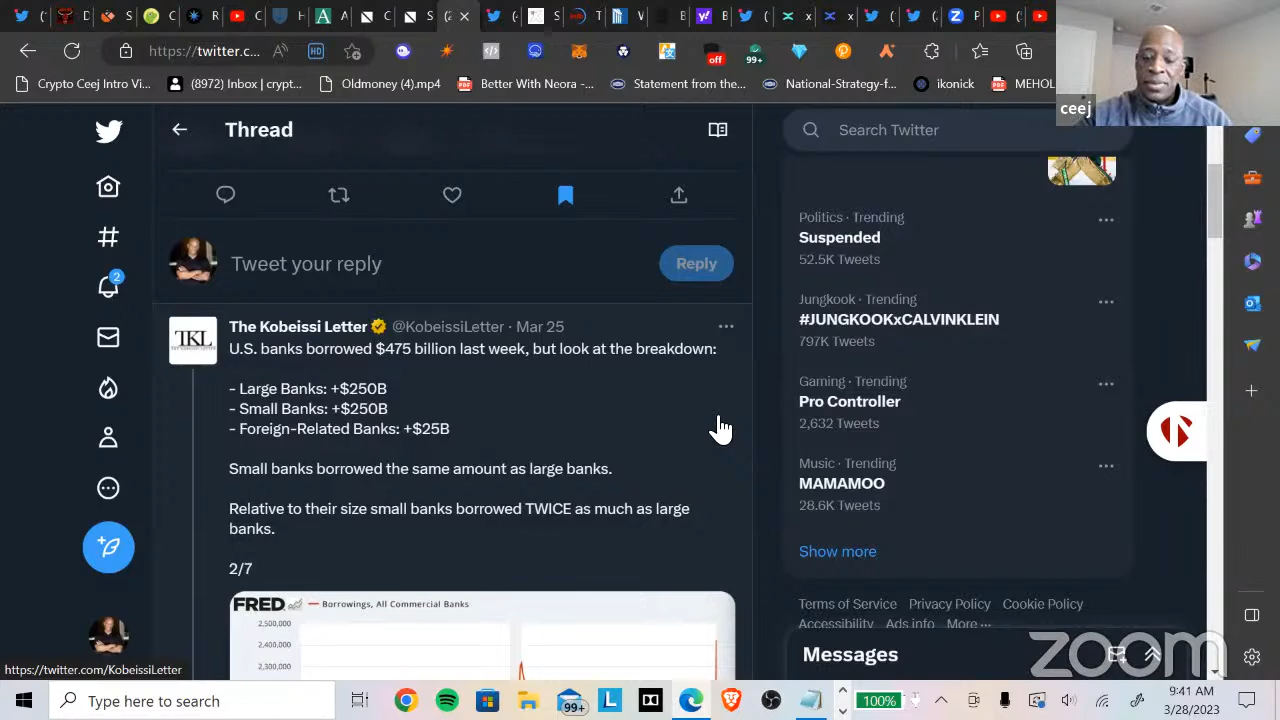 https://twitter.c...
HD
off
99+
Crypto Ceej Intro Vi...
(8972) Inbox | crypt...
Oldmoney (4).mp4
Better With Neora -...
Statement from the...
National-Strategy-f...
ikonick
MEHOL
ceej
Thread
Search Twitter
Tweet your reply
Reply
2
TKL
The Kobeissi Letter @KobeissiLetter · Mar 25
U.S. banks borrowed $475 billion last week, but look at the breakdown:
- Large Banks: +$250B
- Small Banks: +$250B
- Foreign-Related Banks: +$25B
Small banks borrowed the same amount as large banks.
Relative to their size small banks borrowed TWICE as much as large
banks.
2/7
FRED
Borrowings, All Commercial Banks
2,500,000
2,400,000
2,300,000
Politics · Trending
Suspended
52.5K Tweets
Jungkook · Trending
#JUNGKOOKxCALVINKLEIN
797K Tweets
Gaming · Trending
Pro Controller
2,632 Tweets
Music · Trending
MAMAMOO
28.6K Tweets
Show more
Terms of Service Privacy Policy Cookie Policy
Accessibility Ads info More ...
Messages
zoom
https://twitter.com/KobeissiLetter
Type here to search
99+
100%
9:41 AM
3/28/2023